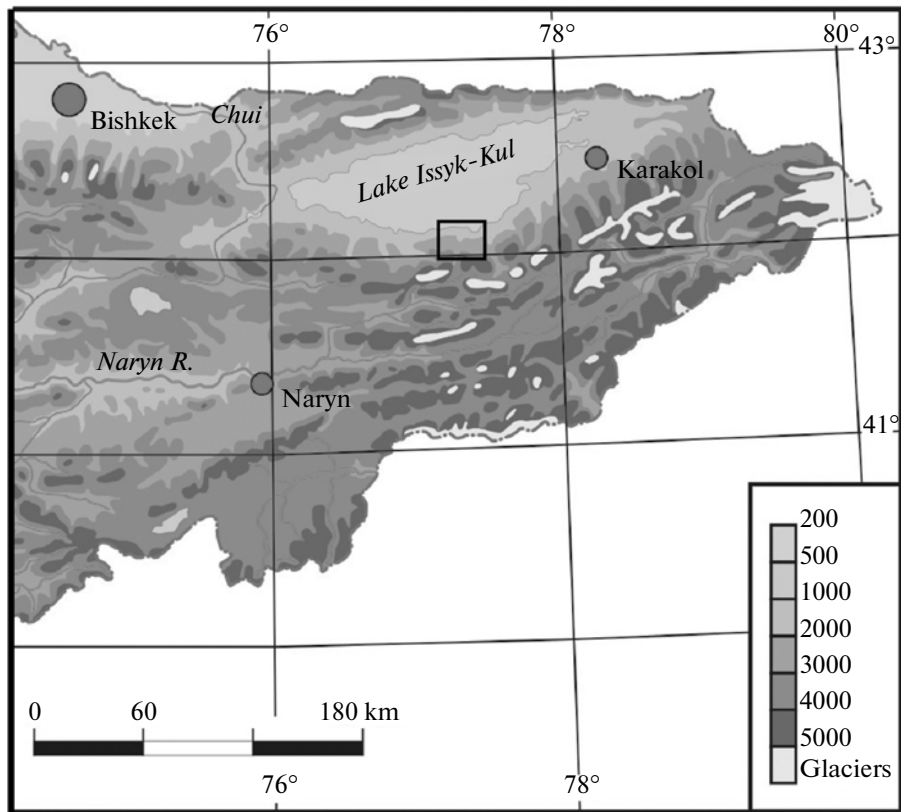 76° 78° 80°
43°
Chui
Bishkek
Lake Issyk-Kul
Karakol
Naryn R.
Naryn
41°
200
500
1000
2000
3000
4000
5000
Glaciers
0 60 180 km
76° 78°